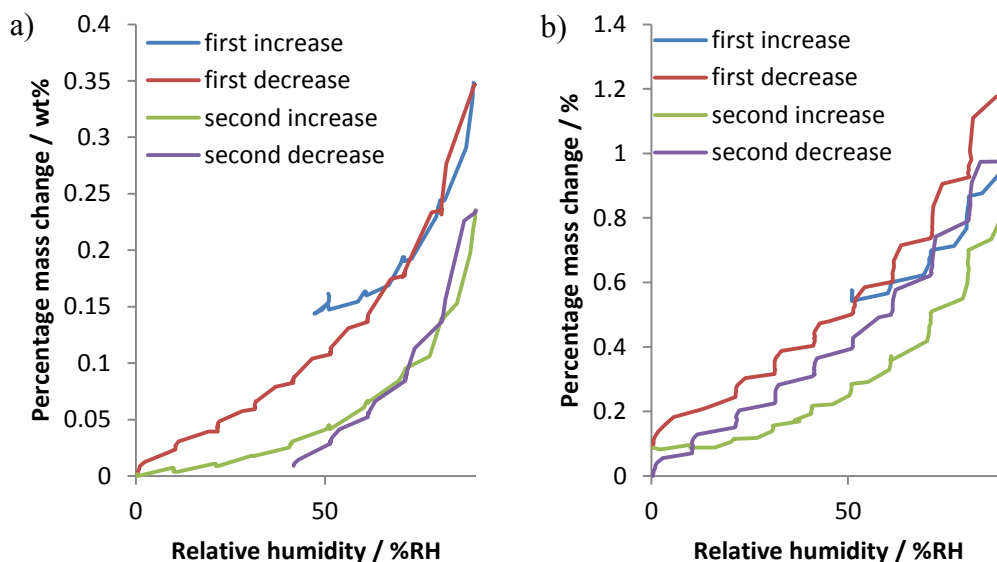 a)
Percentage mass change / wt%
0.4
0.35
0.3
0.25
0.2
0.15
0.1
0.05
0
first increase
first decrease
second increase
second decrease
0
50
Relative humidity / %RH
b)
Percentage mass change / %
1.4
1.2
1
0.8
0.6
0.4
0.2
0
first increase
first decrease
second increase
second decrease
0
50
Relative humidity / %RH